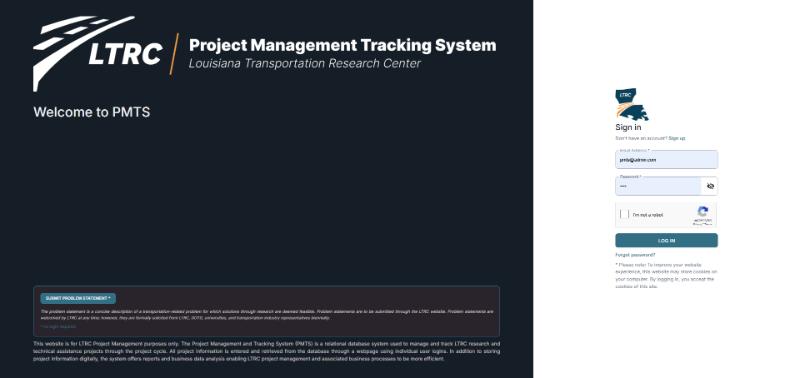 LTRC
Project Management Tracking System
Louisiana Transportation Research Center
Welcome to PMTS
SUBMIT PROBLEM STATEMENT *
The problem statement is a concise description of a transportation-related problem for which solutions through research are deemed feasible. Problem statements are to be submitted through the LTRC website. Problem statements are
welcomed by LTRC at any time; however, they are formally solicited from LTRC, DOTD, universities, and transportation industry representatives biennially.
* no login required
This website is for LTRC Project Management purposes only. The Project Management and Tracking System (PMTS) is a relational database system used to manage and track LTRC research and
technical assistance projects through the project cycle. All project information is entered and retrieved from the database through a webpage using individual user logins. In addition to storing
project information digitally, the system offers reports and business data analysis enabling LTRC project management and associated business processes to be more efficient.
LTRC
Sign in
Don't have an account? Sign up
Email Address *
Password *
I'm not a robot
LOG IN
Forgot password?
* Please note: To improve your website
experience, this website may store cookies on
your computer. By logging in, you accept the
cookies of this site.